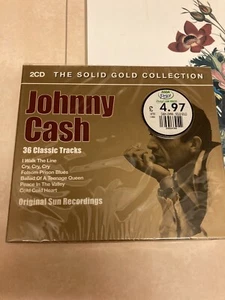 2CD THE SOLID GOLD COLLECTION
Johnny
Cash
£
4.97
36 Classic Tracks
I Walk The Line
Cry, Cry, Cry
Folsom Prison Blues
Ballad Of A Teenage Queen
Peace In The Valley
Cold Cold Heart
Original Sun Recordings